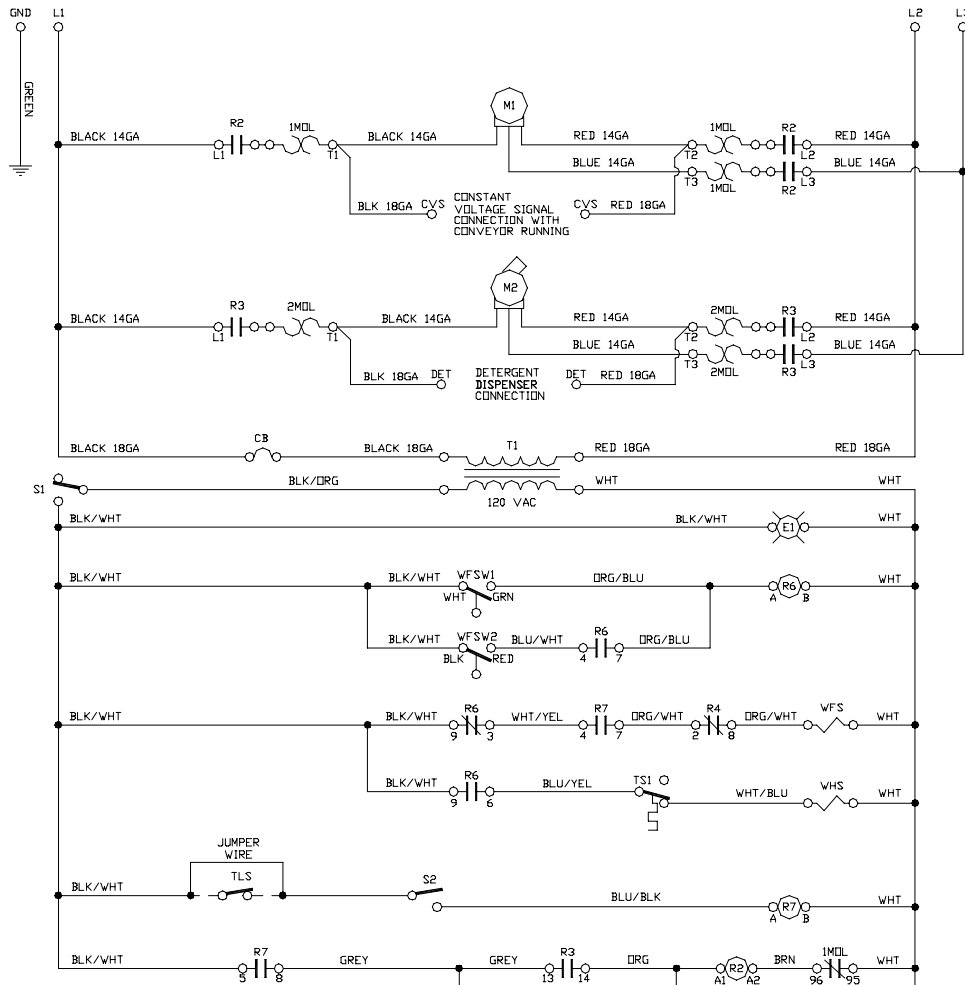 GND L1 L2 L3
GREEN
M1
R2 1MOL 1MOL R2
BLACK 14GA BLACK 14GA RED 14GA RED 14GA
L1 T1 T2 L2
BLUE 14GA BLUE 14GA
T3 1MOL R2 L3
BLK 18GA CVS CONSTANT CVS RED 18GA
VOLTAGE SIGNAL
CONNECTION WITH
CONVEYOR RUNNING
M2
R3 2MOL 2MOL R3
BLACK 14GA BLACK 14GA RED 14GA RED 14GA
L1 T1 T2 L2
BLUE 14GA BLUE 14GA
T3 2MOL R3 L3
BLK 18GA DET DETERGENT DET RED 18GA
DISPENSER
CONNECTION
CB T1
BLACK 18GA BLACK 18GA RED 18GA RED 18GA
S1 BLK/ORG WHT WHT
120 VAC
BLK/WHT BLK/WHT E1 WHT
BLK/WHT BLK/WHT WFSW1 ORG/BLU R6 WHT
WHT GRN A B
BLK/WHT WFSW2 BLU/WHT R6 ORG/BLU
BLK RED 4 7
BLK/WHT BLK/WHT R6 WHT/YEL R7 ORG/WHT R4 ORG/WHT WFS WHT
9 3 4 7 2 8
BLK/WHT R6 BLU/YEL TS1 WHT/BLU WHS WHT
9 6
JUMPER
WIRE
BLK/WHT TLS S2 BLU/BLK R7 WHT
A B
BLK/WHT R7 GREY GREY R3 ORG R2 BRN 1MOL WHT
5 8 13 14 A1 A2 96 95